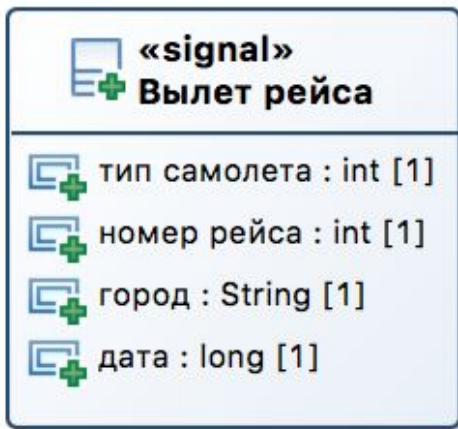 «signal»
Вылет рейса
тип самолета : int [1]
номер рейса : int [1]
город : String [1]
дата : long [1]